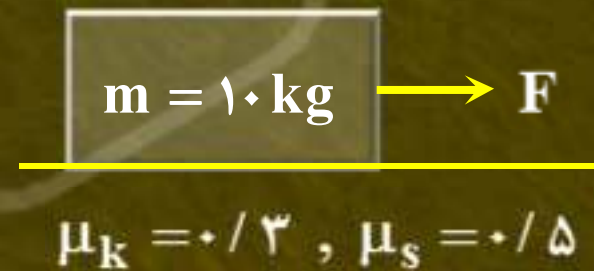 m = ۱۰ kg F
μₖ = ۰/۳ , μₛ = ۰/۵